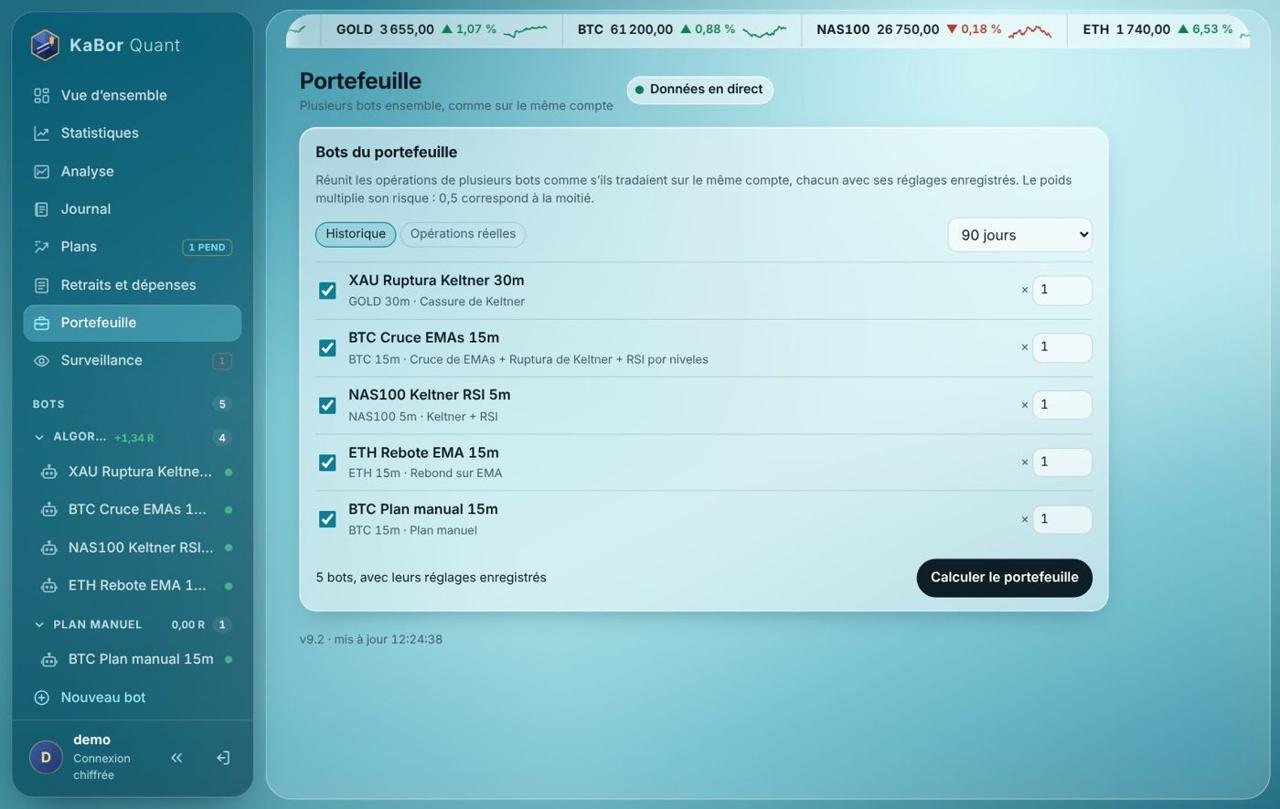 KaBor Quant
Vue d'ensemble
Statistiques
Analyse
Journal
Plans 1 PEND
Retraits et dépenses
Portefeuille
Surveillance 1
BOTS 5
ALGOR... +1,34 R 4
XAU Ruptura Keltne...
BTC Cruce EMAs 1...
NAS100 Keltner RSI...
ETH Rebote EMA 1...
PLAN MANUEL 0,00 R 1
BTC Plan manual 15m
Nouveau bot
D
demo
Connexion
chiffrée
GOLD 3 655,00 ▲ 1,07 % BTC 61 200,00 ▲ 0,88 % NAS100 26 750,00 ▼ 0,18 % ETH 1 740,00 ▲ 6,53 %
Portefeuille
Plusieurs bots ensemble, comme sur le même compte
Données en direct
Bots du portefeuille
Réunit les opérations de plusieurs bots comme s'ils tradaient sur le même compte, chacun avec ses réglages enregistrés. Le poids
multiplie son risque : 0,5 correspond à la moitié.
Historique Opérations réelles 90 jours
XAU Ruptura Keltner 30m
GOLD 30m · Cassure de Keltner
× 1
BTC Cruce EMAs 15m
BTC 15m · Cruce de EMAs + Ruptura de Keltner + RSI por niveles
× 1
NAS100 Keltner RSI 5m
NAS100 5m · Keltner + RSI
× 1
ETH Rebote EMA 15m
ETH 15m · Rebond sur EMA
× 1
BTC Plan manual 15m
BTC 15m · Plan manuel
× 1
5 bots, avec leurs réglages enregistrés
Calculer le portefeuille
v9.2 · mis à jour 12:24:38